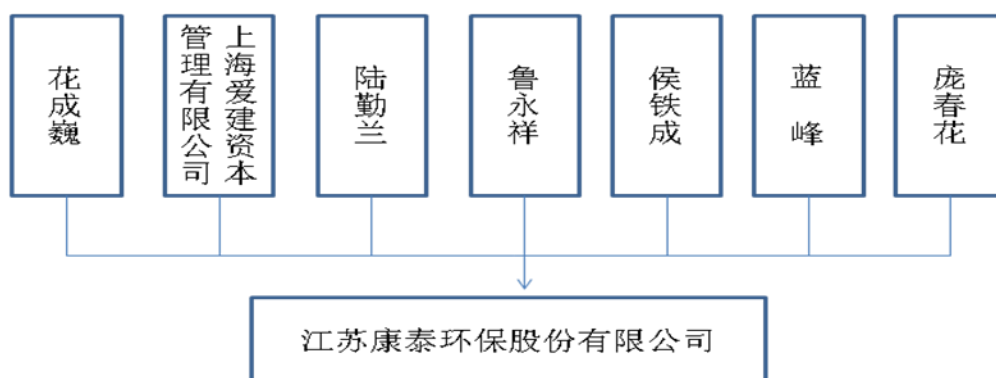 花成巍
上海爱建资本
管理有限公司
陆勤兰
鲁永祥
侯铁成
蓝 峰
庞春花
江苏康泰环保股份有限公司